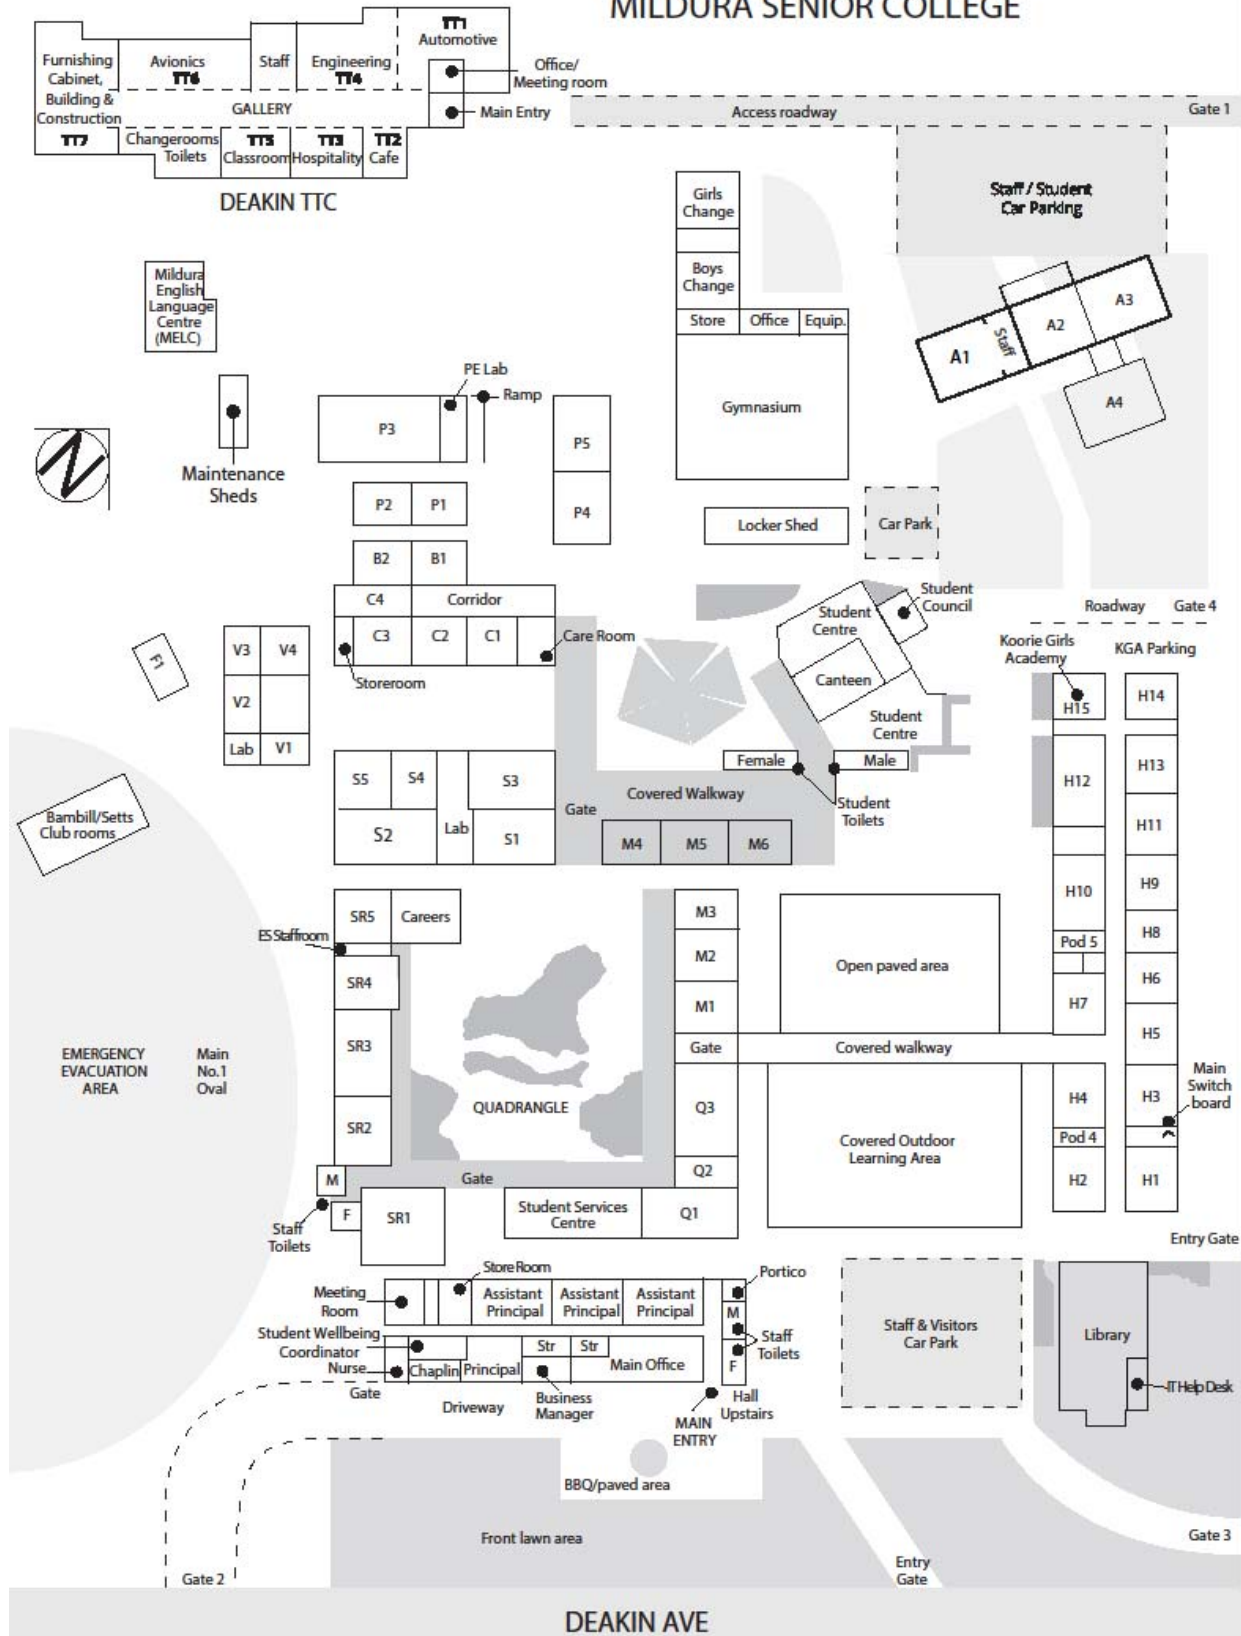 MILDURA SENIOR COLLEGE
TT1
Automotive
Furnishing
Cabinet,
Building &
Construction
TT7
Avionics
TT6
Staff
Engineering
TT4
Office/
Meeting room
GALLERY
Main Entry
Changerooms
Toilets
TT5
Classroom
TT3
Hospitality
TT2
Cafe
DEAKIN TTC
Access roadway
Gate 1
Staff / Student
Car Parking
Girls
Change
Boys
Change
Store
Office
Equip.
Gymnasium
A1
Staff
A2
A3
A4
Mildura
English
Language
Centre
(MELC)
Maintenance
Sheds
N
PE Lab
Ramp
P3
P5
P2
P1
P4
Locker Shed
Car Park
B2
B1
C4
Corridor
C3
C2
C1
Care Room
Storeroom
Student
Centre
Student
Council
Canteen
Student
Centre
Roadway
Gate 4
Koorie Girls
Academy
KGA Parking
F1
V3
V4
V2
Lab
V1
H15
H14
H12
H13
H11
Female
Male
Student
Toilets
Covered Walkway
Gate
S5
S4
S3
S2
Lab
S1
M4
M5
M6
Bambill/Setts
Club rooms
SR5
Careers
ES Staffroom
SR4
SR3
SR2
M3
M2
M1
Gate
Open paved area
Covered walkway
H10
H9
Pod 5
H8
H6
H7
H5
EMERGENCY
EVACUATION
AREA
Main
No.1
Oval
QUADRANGLE
Q3
Covered Outdoor
Learning Area
H4
H3
Main
Switch
board
Pod 4
H2
H1
M
Gate
Q2
F
Staff
Toilets
SR1
Student Services
Centre
Q1
Entry Gate
Meeting
Room
Store Room
Assistant
Principal
Assistant
Principal
Assistant
Principal
Portico
M
Staff
Toilets
F
Student Wellbeing
Coordinator
Nurse
Chaplin
Principal
Str
Str
Main Office
Gate
Driveway
Business
Manager
MAIN
ENTRY
Hall
Upstairs
Staff & Visitors
Car Park
Library
IT Help Desk
BBQ/paved area
Front lawn area
Gate 2
Entry
Gate
Gate 3
DEAKIN AVE